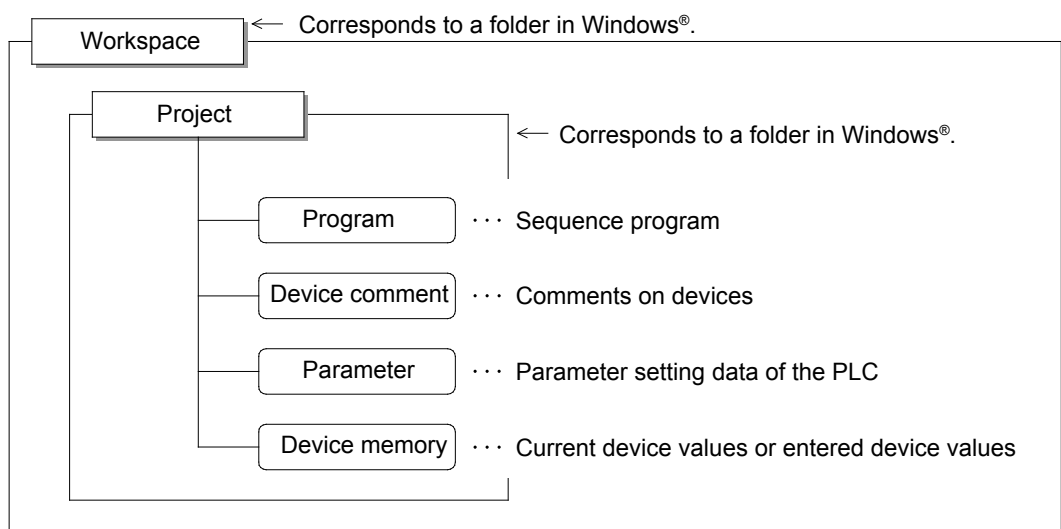 Workspace ← Corresponds to a folder in Windows®.
Project
← Corresponds to a folder in Windows®.
Program ··· Sequence program
Device comment ··· Comments on devices
Parameter ··· Parameter setting data of the PLC
Device memory ··· Current device values or entered device values